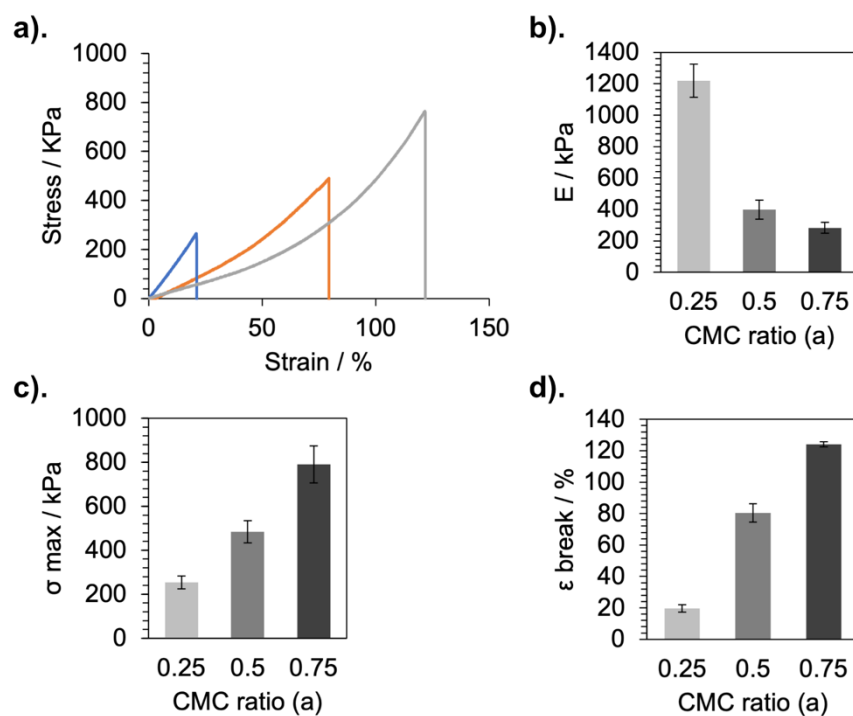 a).
1000
800
600
400
200
0
Stress / KPa
0 50 100 150
Strain / %
b).
1400
1200
1000
800
600
400
200
0
E / kPa
0.25 0.5 0.75
CMC ratio (a)
c).
1000
800
600
400
200
0
σ max / kPa
0.25 0.5 0.75
CMC ratio (a)
d).
140
120
100
80
60
40
20
0
ε break / %
0.25 0.5 0.75
CMC ratio (a)